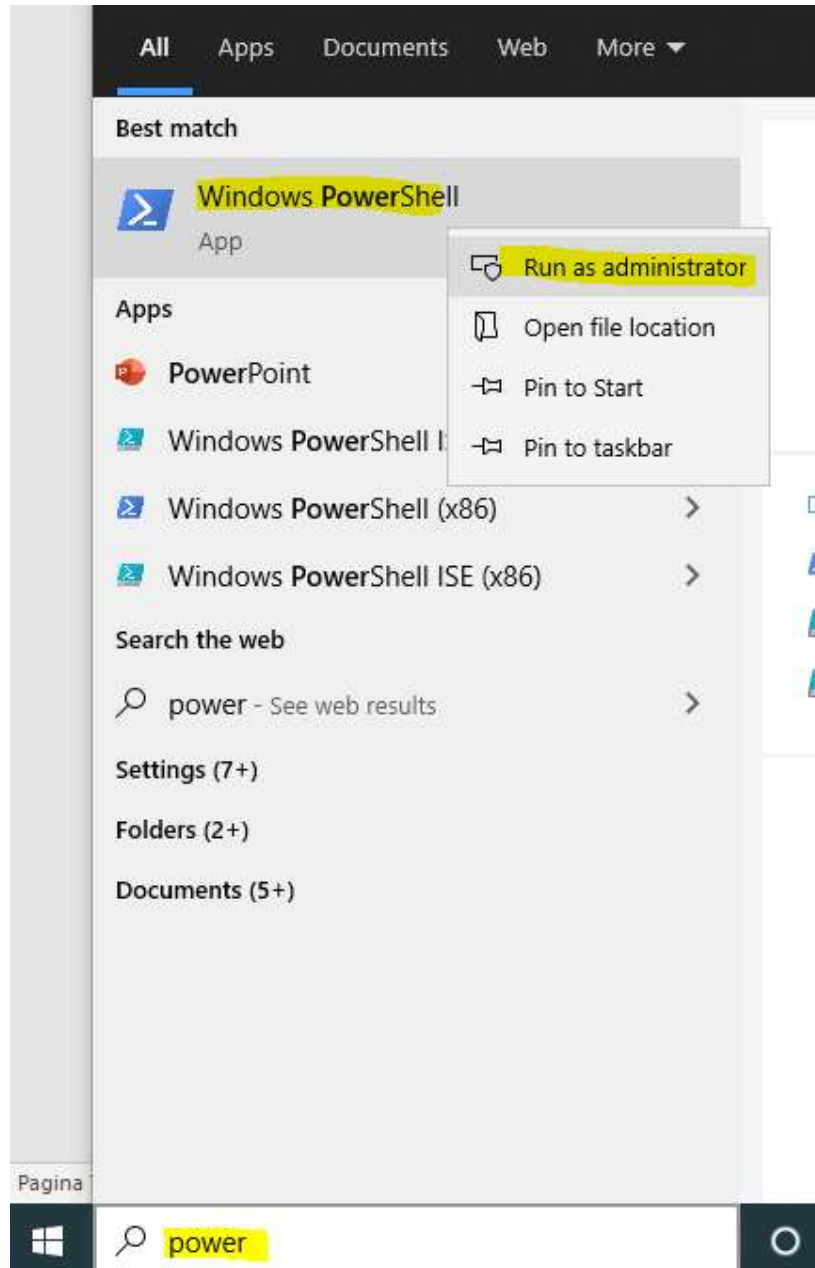 All Apps Documents Web More
Best match
Windows PowerShell
App
Run as administrator
Open file location
Pin to Start
Pin to taskbar
Apps
PowerPoint
Windows PowerShell
Windows PowerShell (x86)
Windows PowerShell ISE (x86)
Search the web
power - See web results
Settings (7+)
Folders (2+)
Documents (5+)
Pagina
power